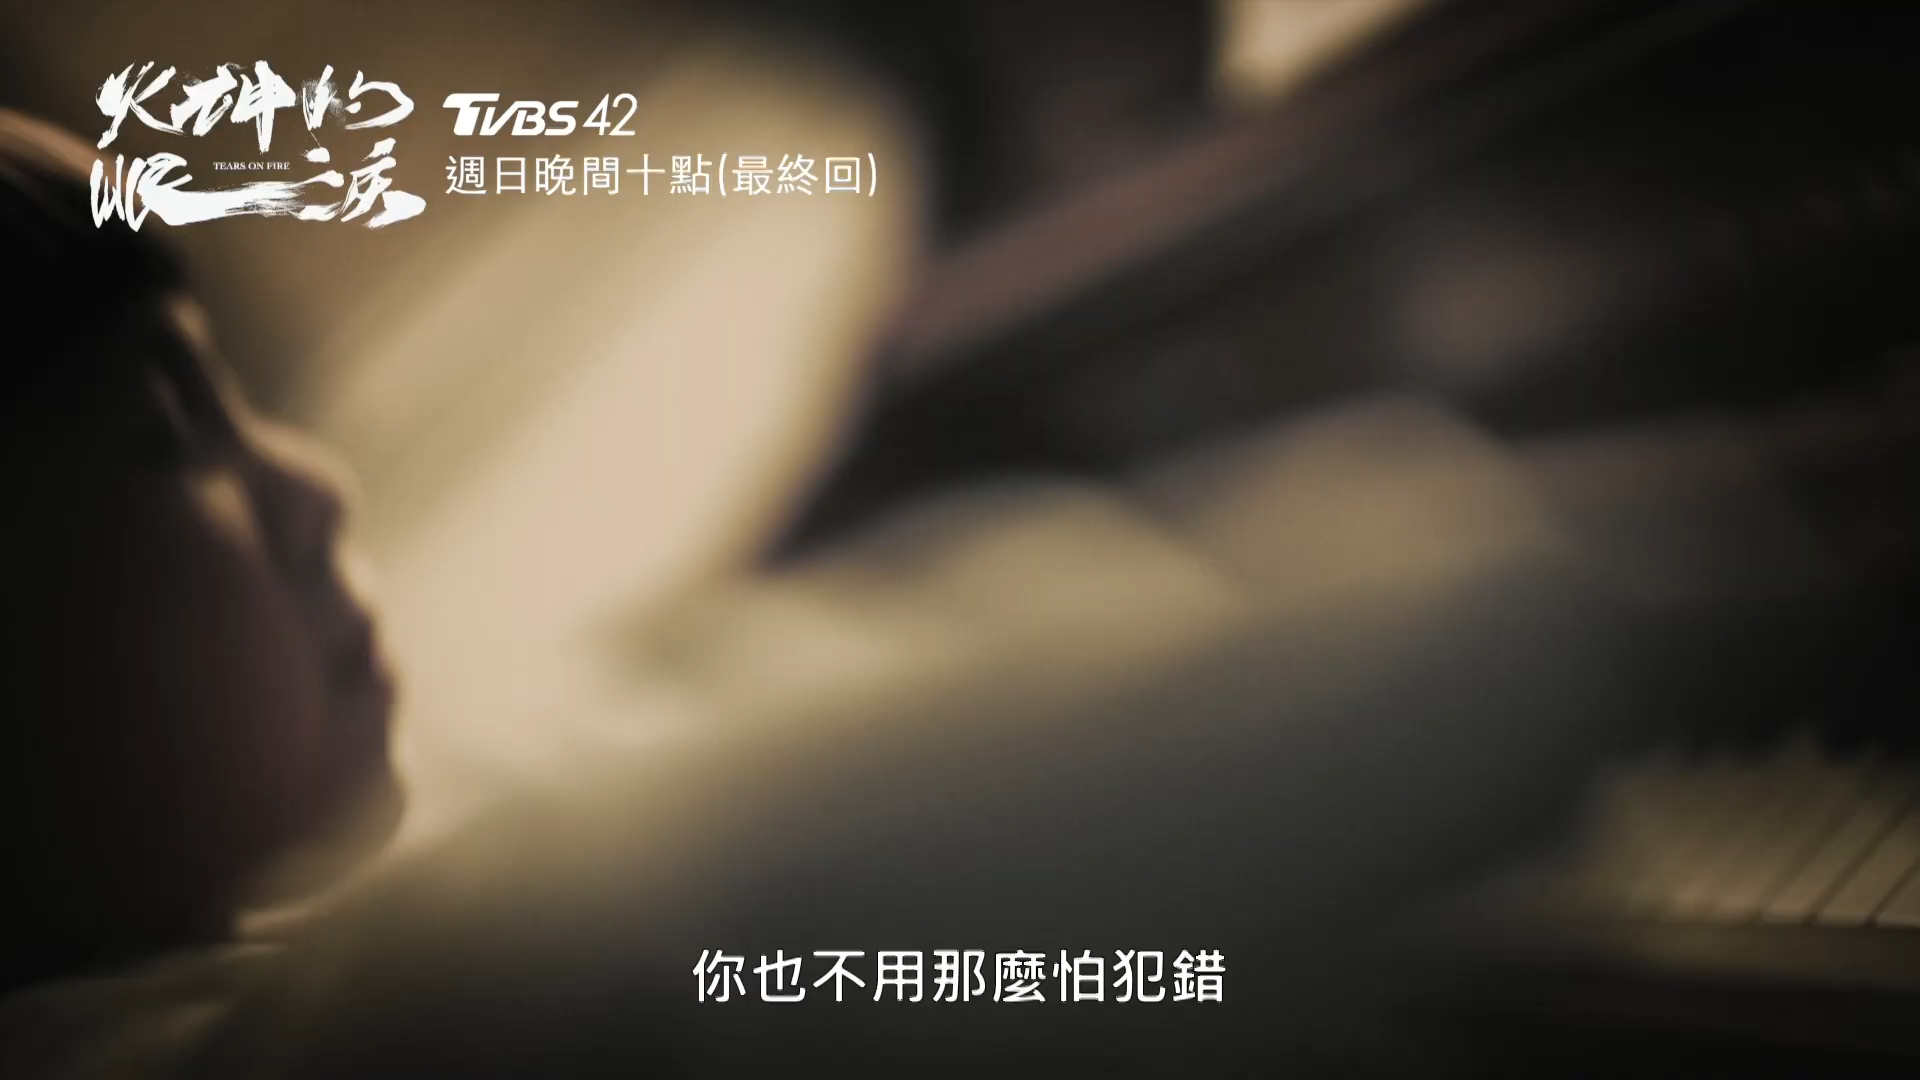 火神的
眼淚
TEARS ON FIRE
TVBS 42
週日晚間十點(最終回)
你也不用那麼怕犯錯